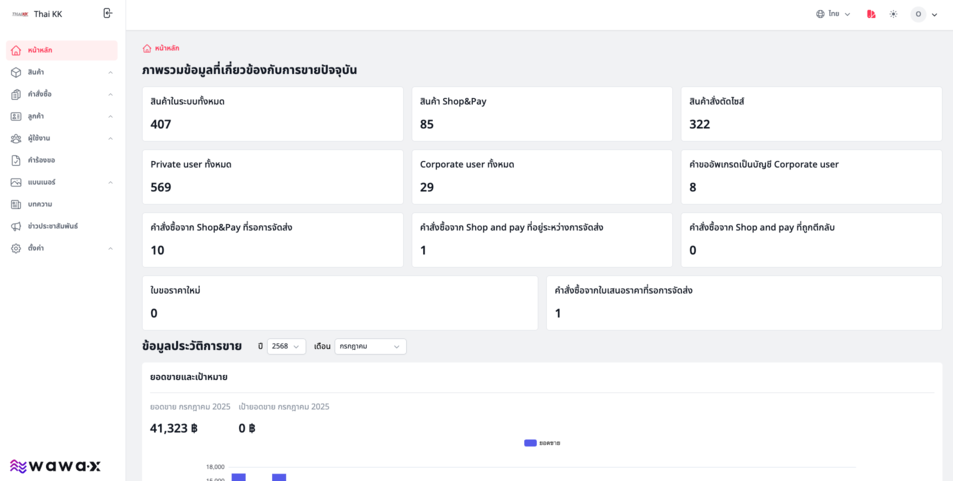 THAIKK Thai KK
ไทย
O
หน้าหลัก
สินค้า
คำสั่งซื้อ
ลูกค้า
ผู้ใช้งาน
คำร้องขอ
แบนเนอร์
บทความ
ข่าวประชาสัมพันธ์
ตั้งค่า
wawa·x
หน้าหลัก
ภาพรวมข้อมูลที่เกี่ยวข้องกับการขายปัจจุบัน
สินค้าในระบบทั้งหมด
407
สินค้า Shop&Pay
85
สินค้าสั่งตัดไซส์
322
Private user ทั้งหมด
569
Corporate user ทั้งหมด
29
คำขออัพเกรดเป็นบัญชี Corporate user
8
คำสั่งซื้อจาก Shop&Pay ที่รอการจัดส่ง
10
คำสั่งซื้อจาก Shop and pay ที่อยู่ระหว่างการจัดส่ง
1
คำสั่งซื้อจาก Shop and pay ที่ถูกตีกลับ
0
ใบขอราคาใหม่
0
คำสั่งซื้อจากใบเสนอราคาที่รอการจัดส่ง
1
ข้อมูลประวัติการขาย ปี 2568 เดือน กรกฎาคม
ยอดขายและเป้าหมาย
ยอดขาย กรกฎาคม 2025 เป้ายอดขาย กรกฎาคม 2025
41,323 ฿ 0 ฿
ยอดขาย
18,000
16,000